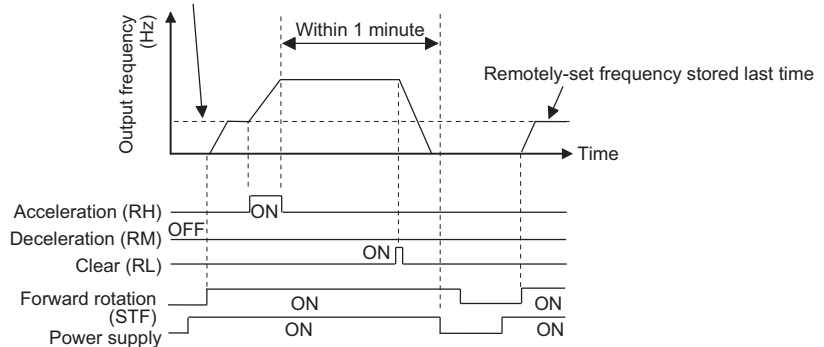 Output frequency
(Hz)
Within 1 minute
Remotely-set frequency stored last time
Time
Acceleration (RH)
ON
Deceleration (RM)
OFF
Clear (RL)
ON
Forward rotation
(STF)
ON
ON
Power supply
ON
ON